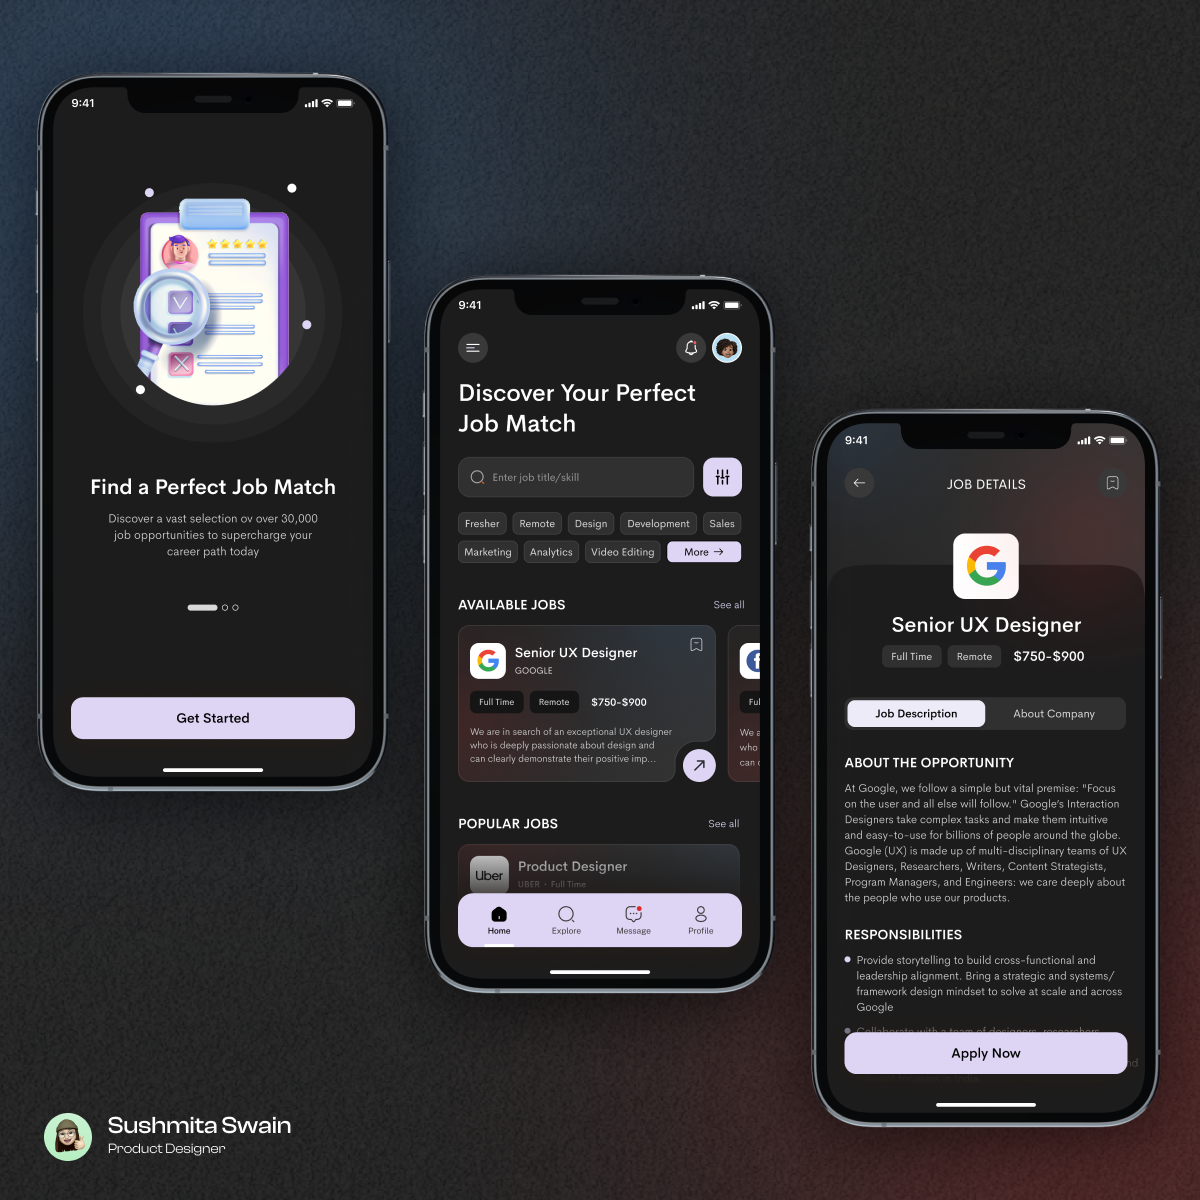 9:41
Find a Perfect Job Match
Discover a vast selection ov over 30,000
job opportunities to supercharge your
career path today
Get Started
9:41
Discover Your Perfect
Job Match
Enter job title/skill
Fresher Remote Design Development Sales
Marketing Analytics Video Editing More →
AVAILABLE JOBS See all
Senior UX Designer
GOOGLE
Full Time Remote $750-$900
Ful
We are in search of an exceptional UX designer
who is deeply passionate about design and
can clearly demonstrate their positive imp...
We a
who
can c
POPULAR JOBS See all
Uber
Product Designer
UBER • Full Time
Home Explore Message Profile
9:41
JOB DETAILS
Senior UX Designer
Full Time Remote $750-$900
Job Description About Company
ABOUT THE OPPORTUNITY
At Google, we follow a simple but vital premise: "Focus
on the user and all else will follow." Google's Interaction
Designers take complex tasks and make them intuitive
and easy-to-use for billions of people around the globe.
Google (UX) is made up of multi-disciplinary teams of UX
Designers, Researchers, Writers, Content Strategists,
Program Managers, and Engineers: we care deeply about
the people who use our products.
RESPONSIBILITIES
• Provide storytelling to build cross-functional and
leadership alignment. Bring a strategic and systems/
framework design mindset to solve at scale and across
Google
• Collaborate with a team of designers, researchers,
nd
Apply Now
Sushmita Swain
Product Designer